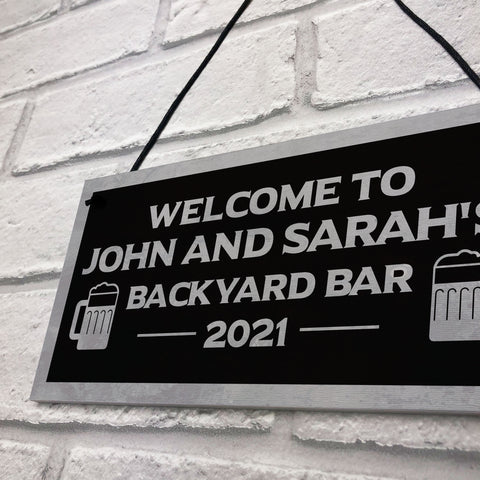 WELCOME TO
JOHN AND SARAH'S
BACKYARD BAR
2021